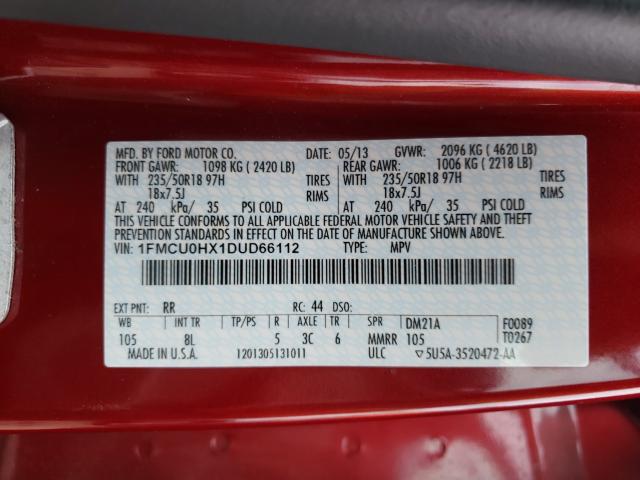 MFD. BY FORD MOTOR CO. DATE: 05/13 GVWR: 2096 KG ( 4620 LB)
FRONT GAWR: 1098 KG ( 2420 LB) REAR GAWR: 1006 KG ( 2218 LB)
WITH 235/50R18 97H TIRES WITH 235/50R18 97H TIRES
18x7.5J RIMS 18x7.5J RIMS
AT 240 kPa/ 35 PSI COLD AT 240 kPa/ 35 PSI COLD
THIS VEHICLE CONFORMS TO ALL APPLICABLE FEDERAL MOTOR VEHICLE SAFETY AND THEFT
PREVENTION STANDARDS IN EFFECT ON THE DATE OF MANUFACTURE SHOWN ABOVE.
VIN: 1FMCU0HX1DUD66112 TYPE: MPV
EXT PNT: RR RC: 44 DSO: F0089
WB INT TR TP/PS R AXLE TR SPR DM21A T0267
105 8L 5 3C 6 MMRR 105
MADE IN U.S.A. 1201305131011 ULC ▽5U5A-3520472-AA